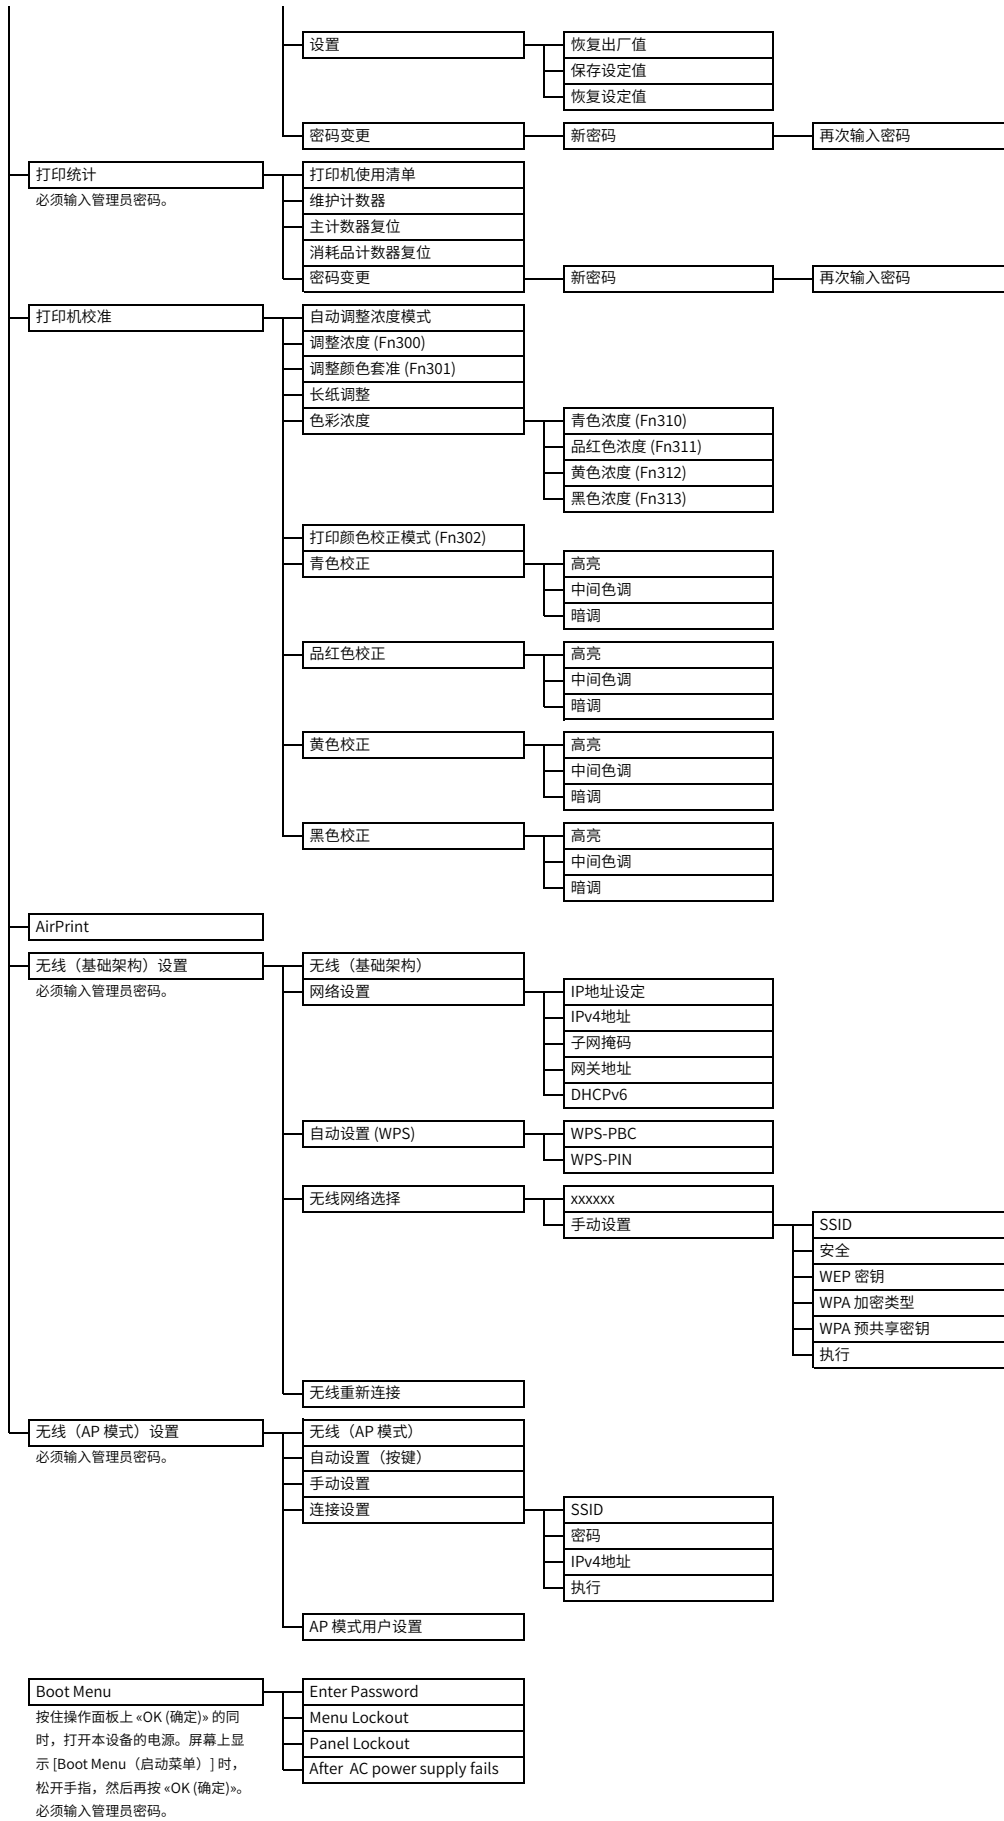 设置
恢复出厂值
保存设定值
恢复设定值
密码变更
新密码
再次输入密码
打印统计
必须输入管理员密码。
打印机使用清单
维护计数器
主计数器复位
消耗品计数器复位
密码变更
新密码
再次输入密码
打印机校准
自动调整浓度模式
调整浓度 (Fn300)
调整颜色套准 (Fn301)
长纸调整
色彩浓度
青色浓度 (Fn310)
品红色浓度 (Fn311)
黄色浓度 (Fn312)
黑色浓度 (Fn313)
打印颜色校正模式 (Fn302)
青色校正
高亮
中间色调
暗调
品红色校正
高亮
中间色调
暗调
黄色校正
高亮
中间色调
暗调
黑色校正
高亮
中间色调
暗调
AirPrint
无线（基础架构）设置
必须输入管理员密码。
无线（基础架构）
网络设置
IP地址设定
IPv4地址
子网掩码
网关地址
DHCPv6
自动设置 (WPS)
WPS-PBC
WPS-PIN
无线网络选择
xxxxxx
手动设置
SSID
安全
WEP 密钥
WPA 加密类型
WPA 预共享密钥
执行
无线重新连接
无线（AP 模式）设置
必须输入管理员密码。
无线（AP 模式）
自动设置（按键）
手动设置
连接设置
SSID
密码
IPv4地址
执行
AP 模式用户设置
Boot Menu
按住操作面板上 «OK (确定)» 的同
时，打开本设备的电源。屏幕上显
示 [Boot Menu（启动菜单）] 时，
松开手指，然后再按 «OK (确定)»。
必须输入管理员密码。
Enter Password
Menu Lockout
Panel Lockout
After AC power supply fails